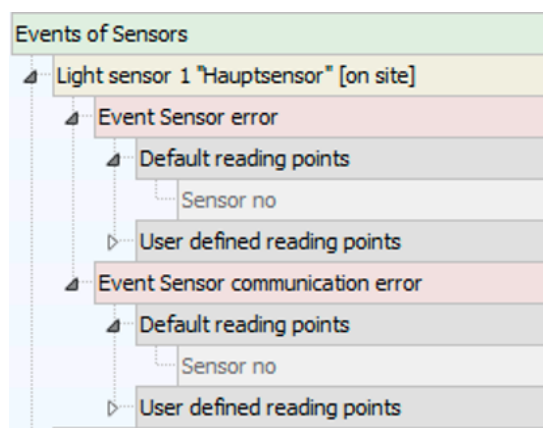 Events of Sensors
Light sensor 1 "Hauptsensor" [on site]
Event Sensor error
Default reading points
Sensor no
User defined reading points
Event Sensor communication error
Default reading points
Sensor no
User defined reading points